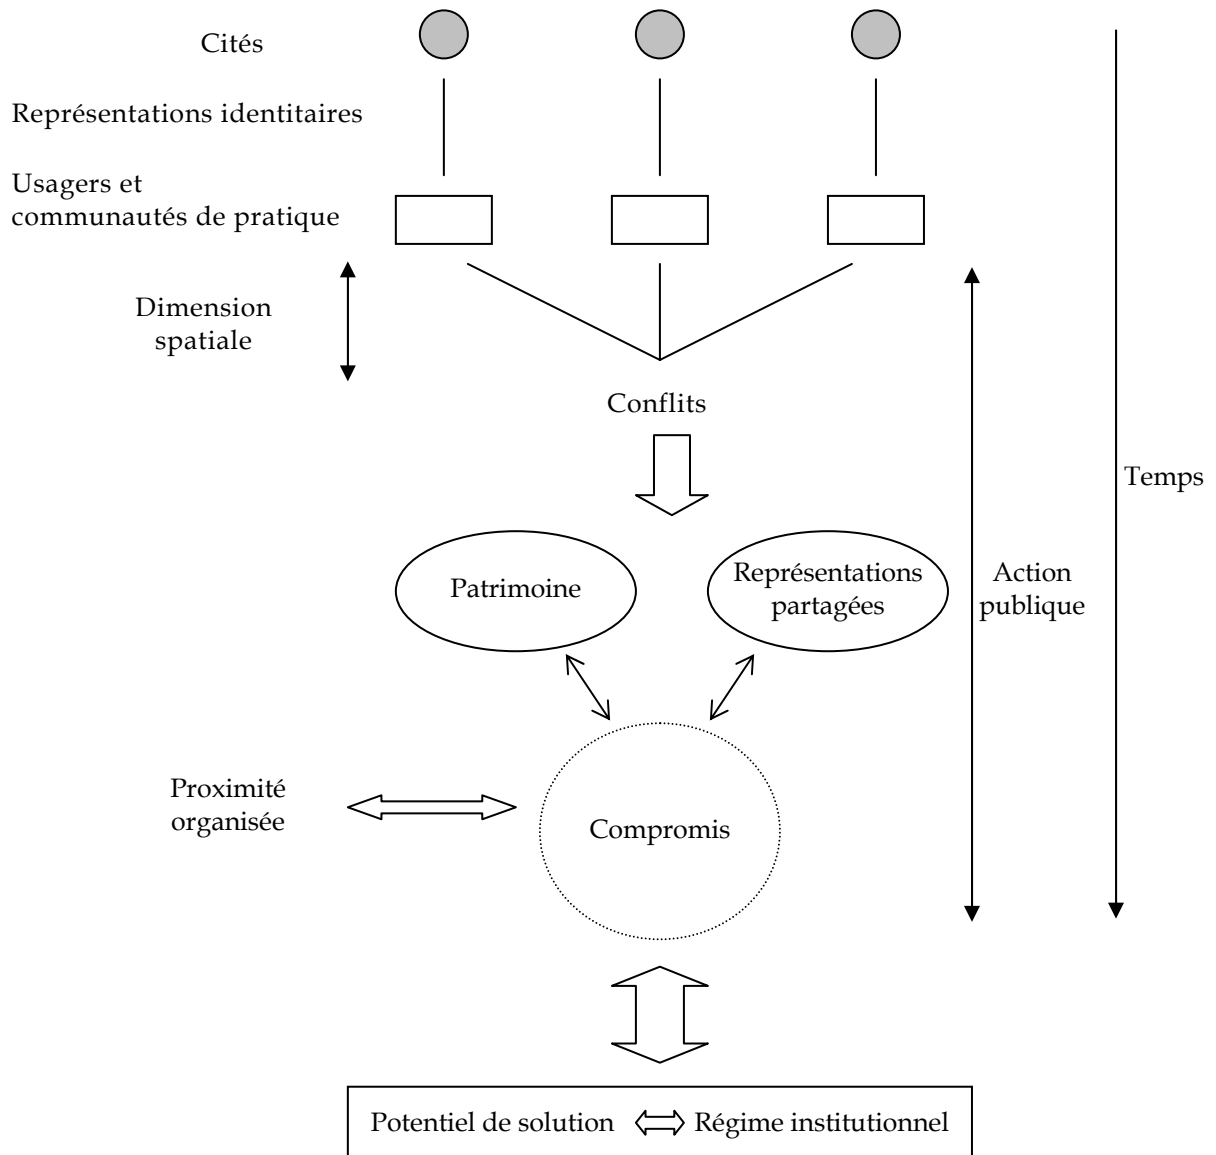 Cités
Représentations identitaires
Usagers et
communautés de pratique
Dimension
spatiale
Conflits
Temps
Patrimoine
Représentations
partagées
Action
publique
Proximité
organisée
Compromis
Potentiel de solution
Régime institutionnel